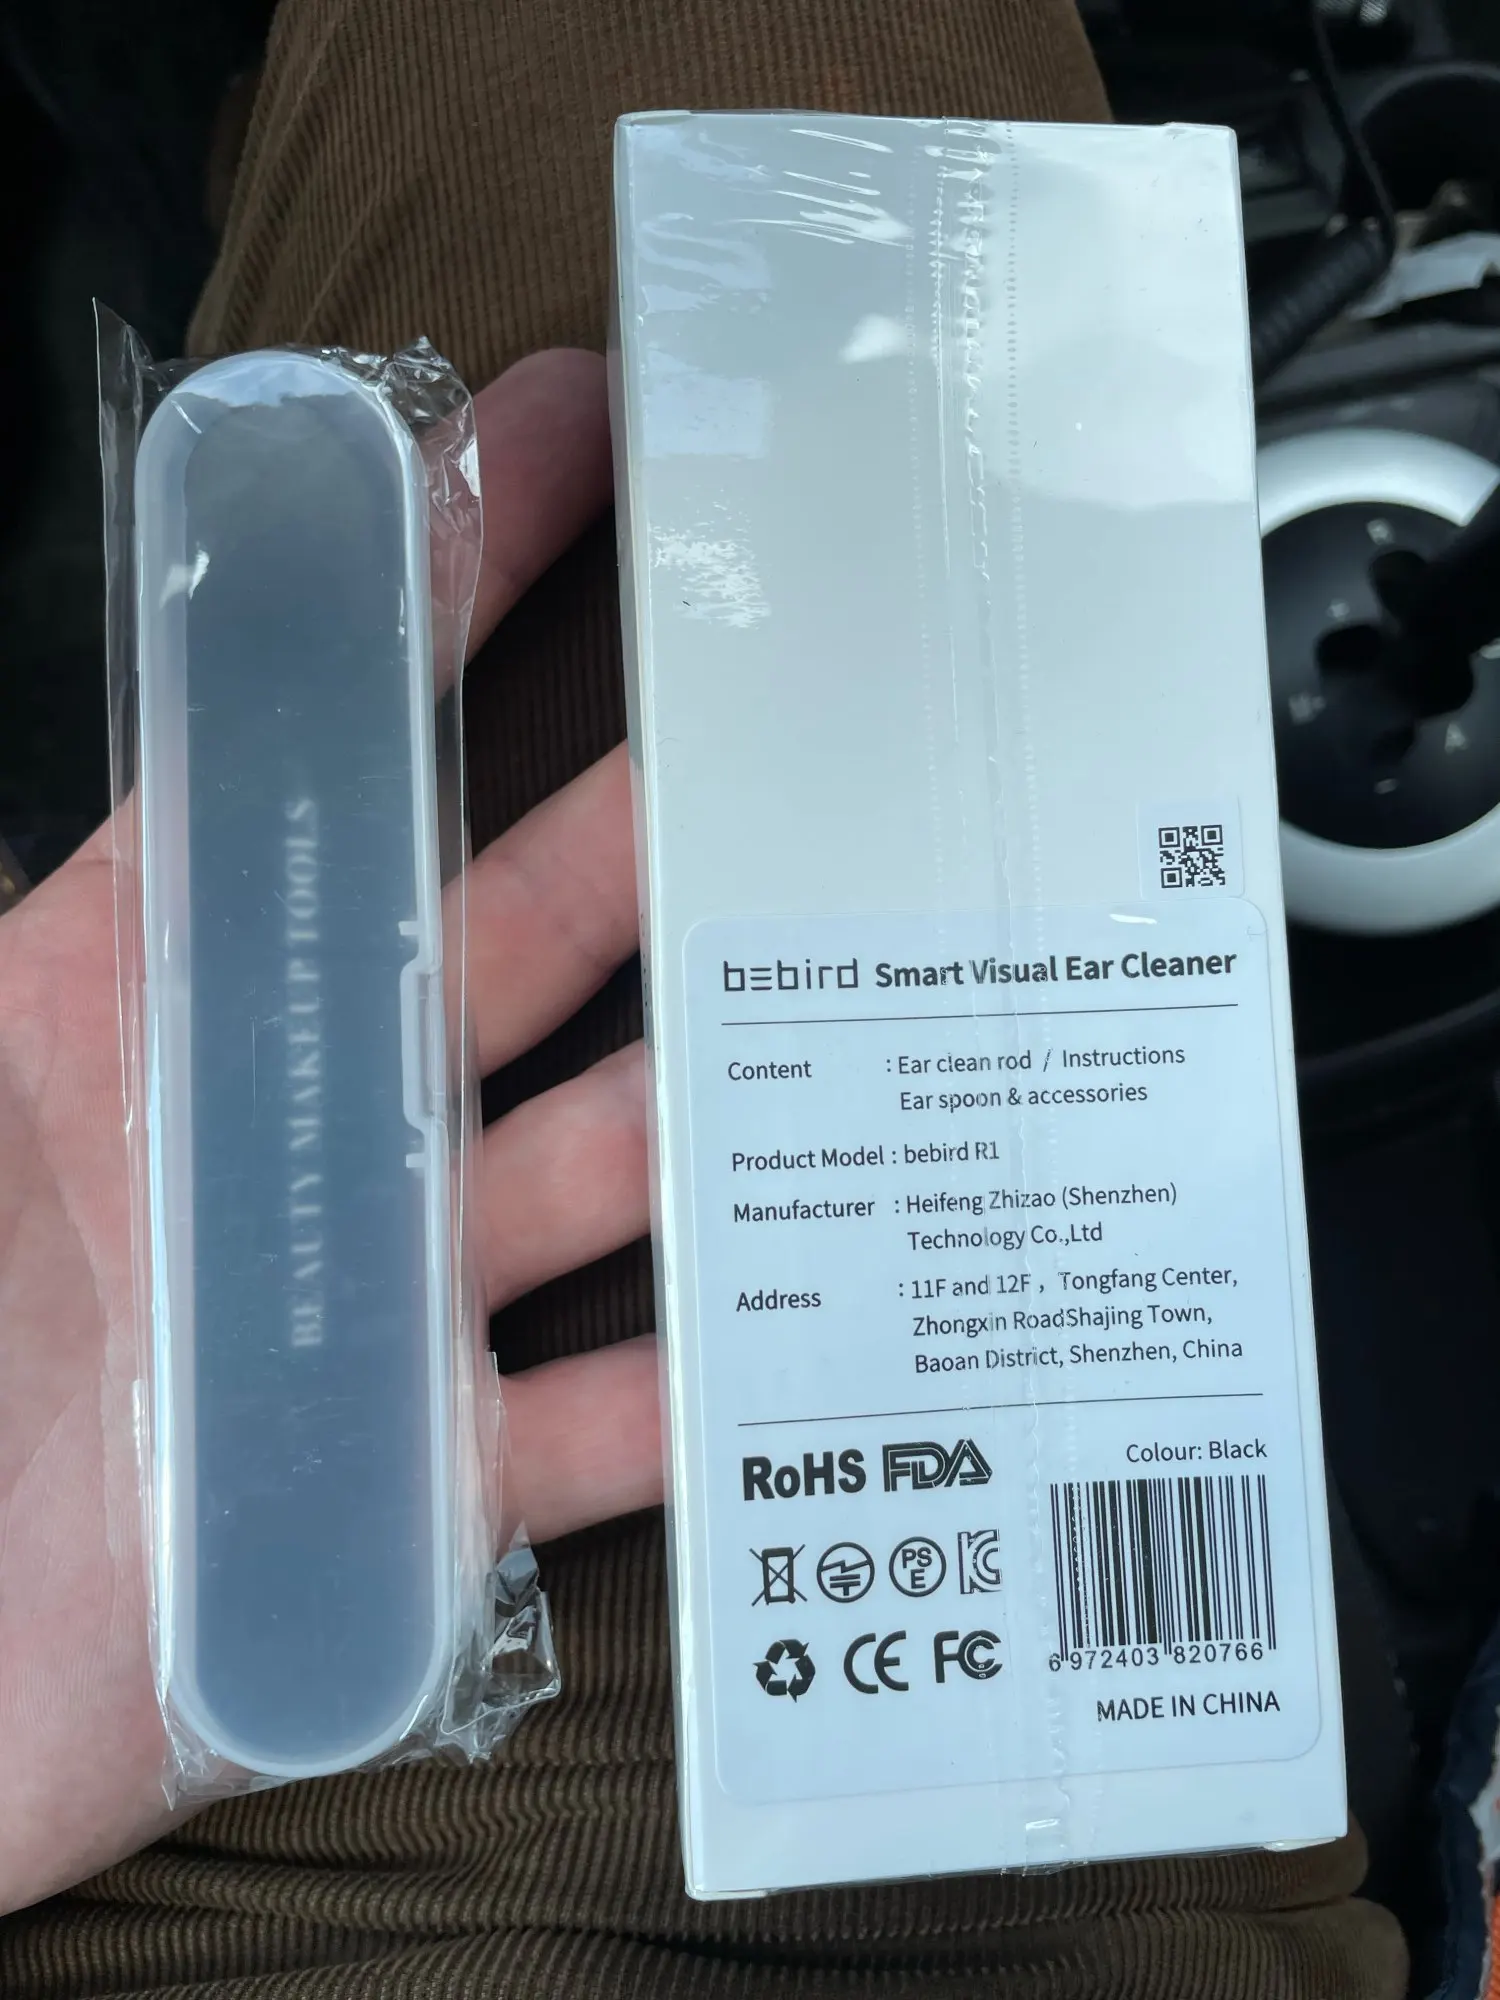 BEAUTY MAKEUP TOOLS
bebird Smart Visual Ear Cleaner
Content : Ear clean rod / Instructions
Ear spoon & accessories
Product Model : bebird R1
Manufacturer : Heifeng Zhizao (Shenzhen)
Technology Co.,Ltd
Address : 11F and 12F , Tongfang Center,
Zhongxin RoadShajing Town,
Baoan District, Shenzhen, China
RoHS FDA
Colour: Black
PS
E
CE FC
6 972403 820766
MADE IN CHINA